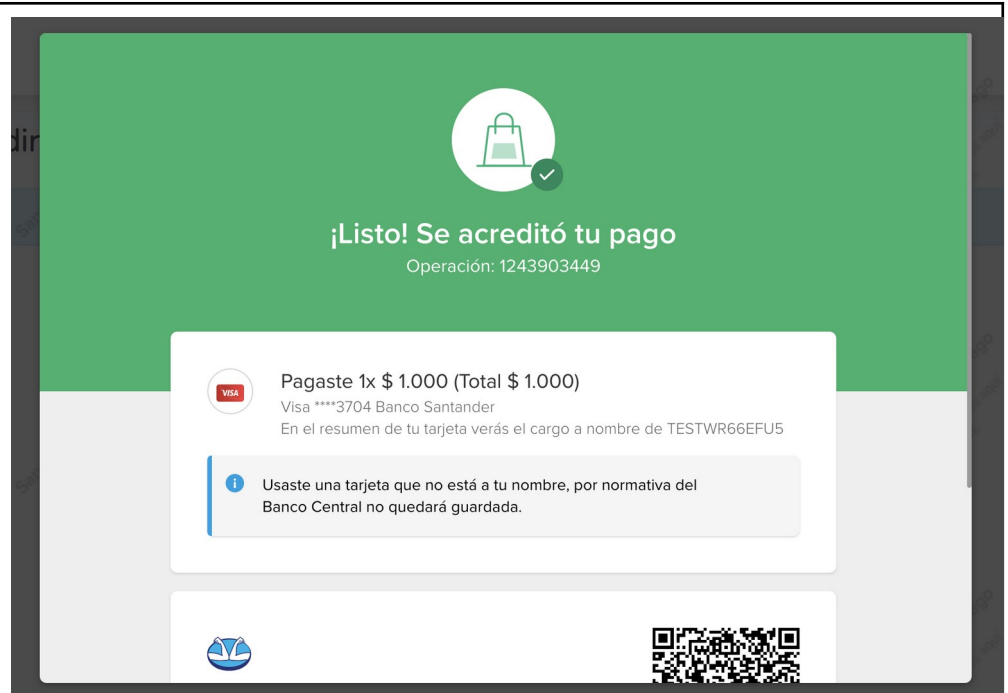 ¡Listo! Se acreditó tu pago
Operación: 1243903449
VISA
Pagaste 1x $ 1.000 (Total $ 1.000)
Visa ****3704 Banco Santander
En el resumen de tu tarjeta verás el cargo a nombre de TESTWR66EFU5
Usaste una tarjeta que no está a tu nombre, por normativa del
Banco Central no quedará guardada.